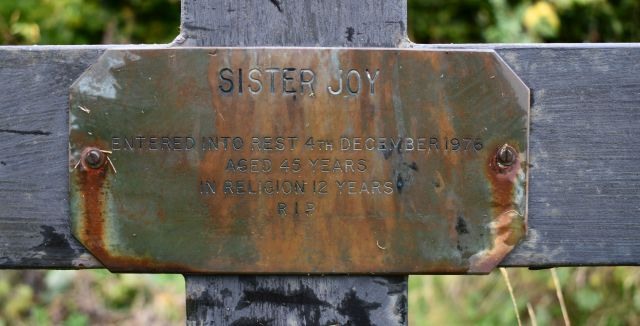 SISTER JOY
ENTERED INTO REST 4TH DECEMBER 1976
AGED 45 YEARS
IN RELIGION 12 YEARS
R I P